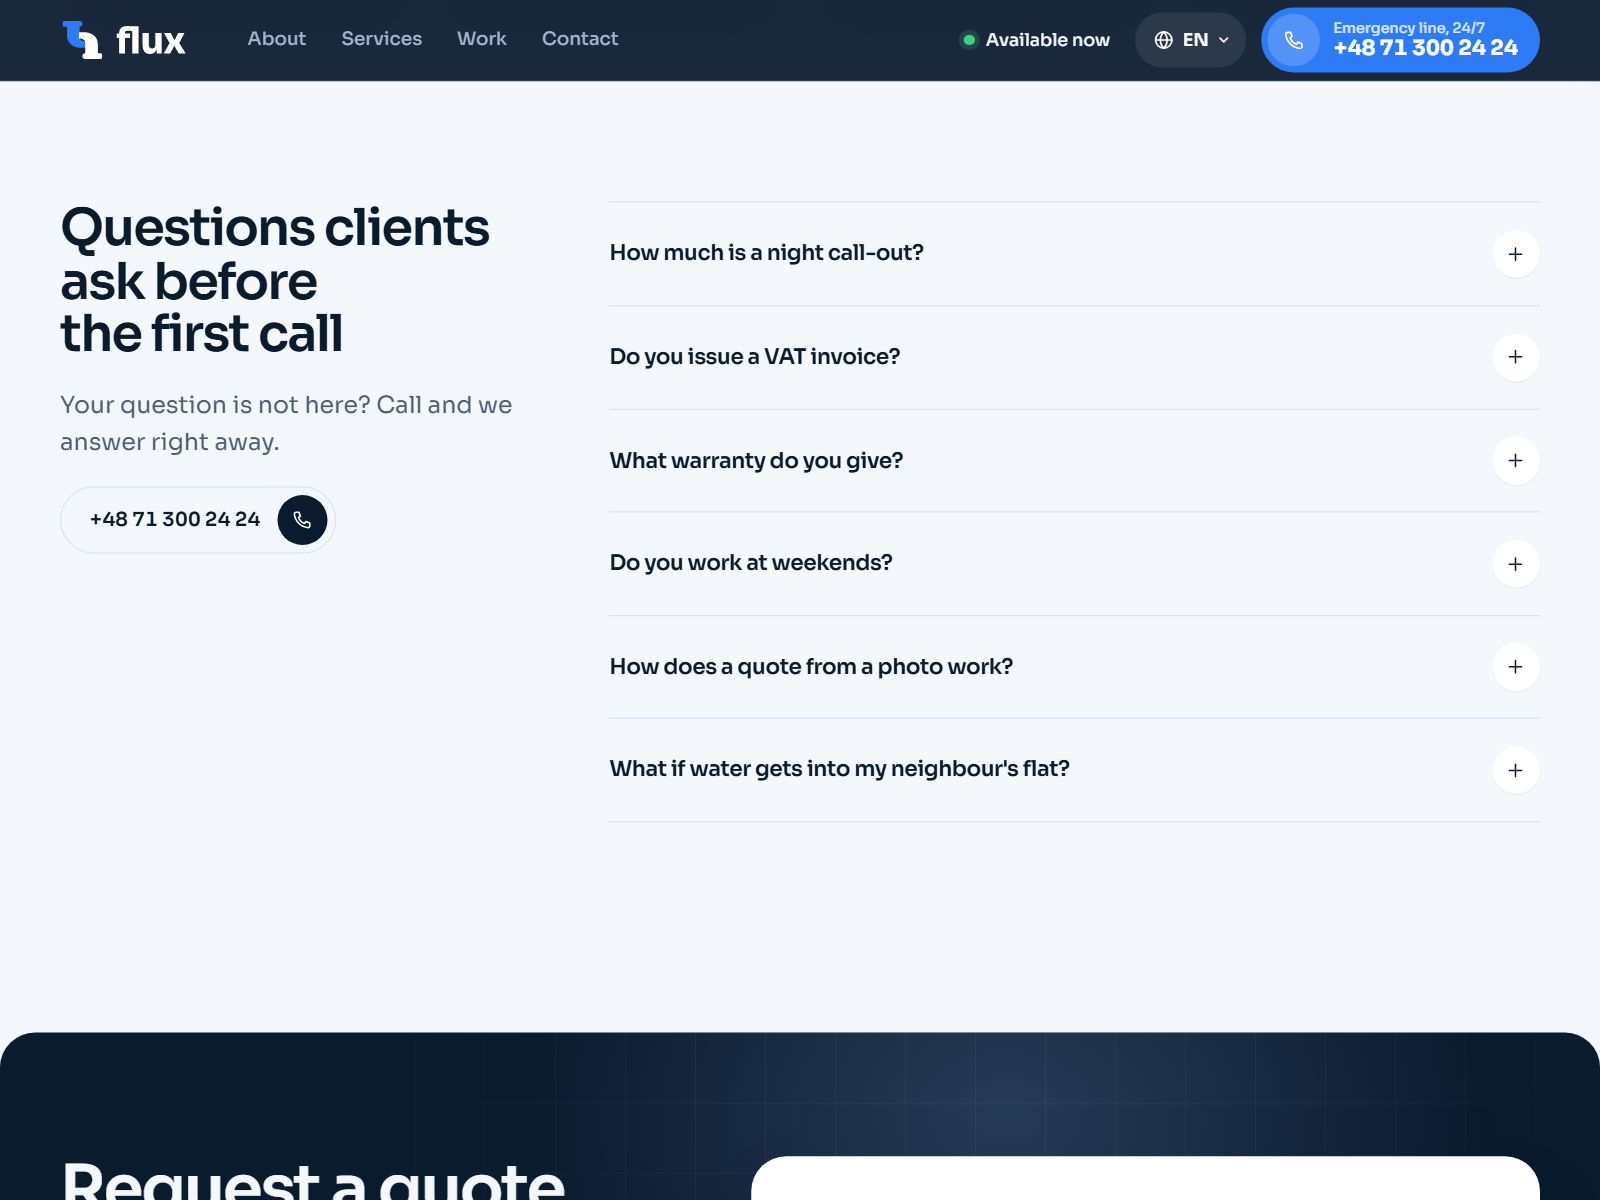 flux
About
Services
Work
Contact
Available now
EN
Emergency line, 24/7
+48 71 300 24 24
Questions clients
ask before
the first call
Your question is not here? Call and we
answer right away.
+48 71 300 24 24
How much is a night call-out?
Do you issue a VAT invoice?
What warranty do you give?
Do you work at weekends?
How does a quote from a photo work?
What if water gets into my neighbour's flat?
Request a quote